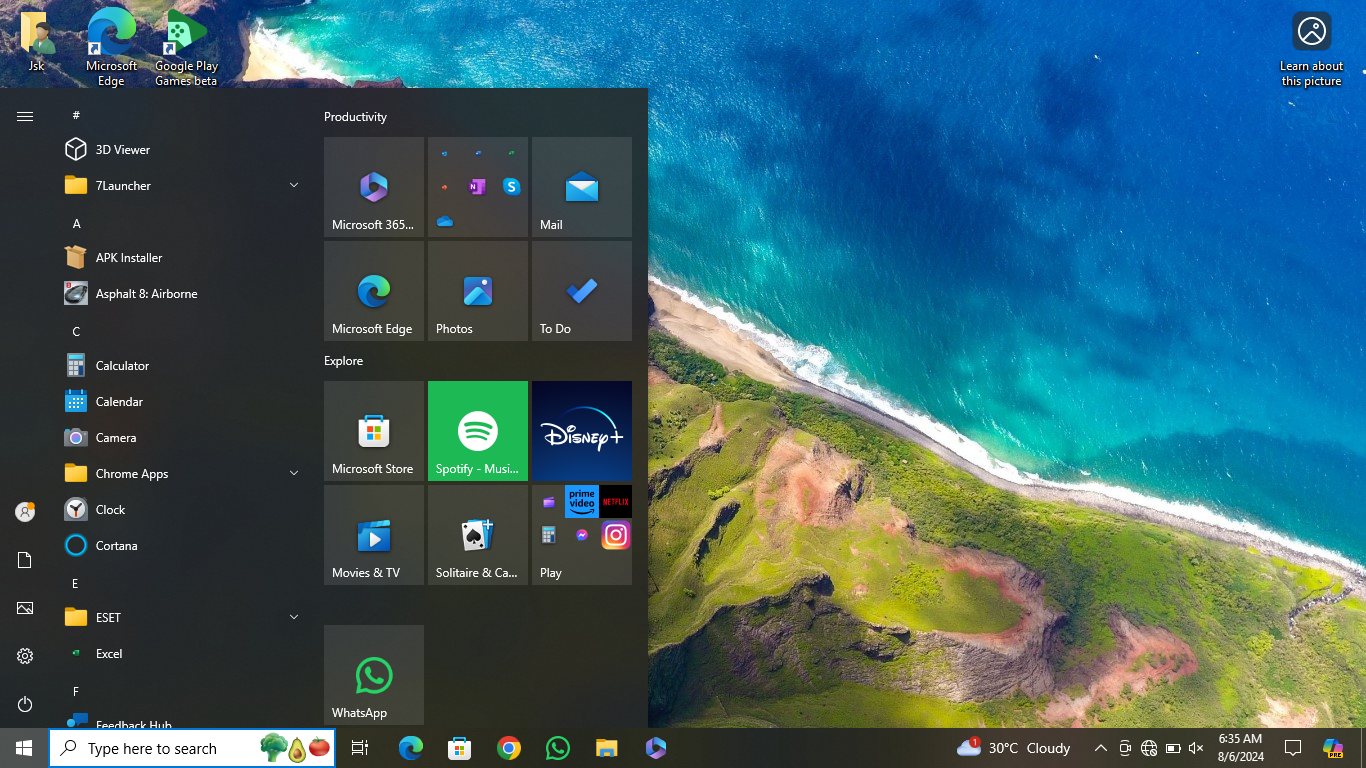 Jsk
Microsoft
Edge
Google Play
Games beta
Learn about
this picture
#
3D Viewer
7Launcher
A
APK Installer
Asphalt 8: Airborne
C
Calculator
Calendar
Camera
Chrome Apps
Clock
Cortana
E
ESET
Excel
F
Feedback Hub
Productivity
Microsoft 365...
N
S
Mail
Microsoft Edge
Photos
To Do
Explore
Microsoft Store
Spotify - Musi...
Disney+
Movies & TV
Solitaire & Ca...
prime
video
NETFLIX
Play
WhatsApp
Type here to search
1
30°C Cloudy
6:35 AM
8/6/2024
PRE